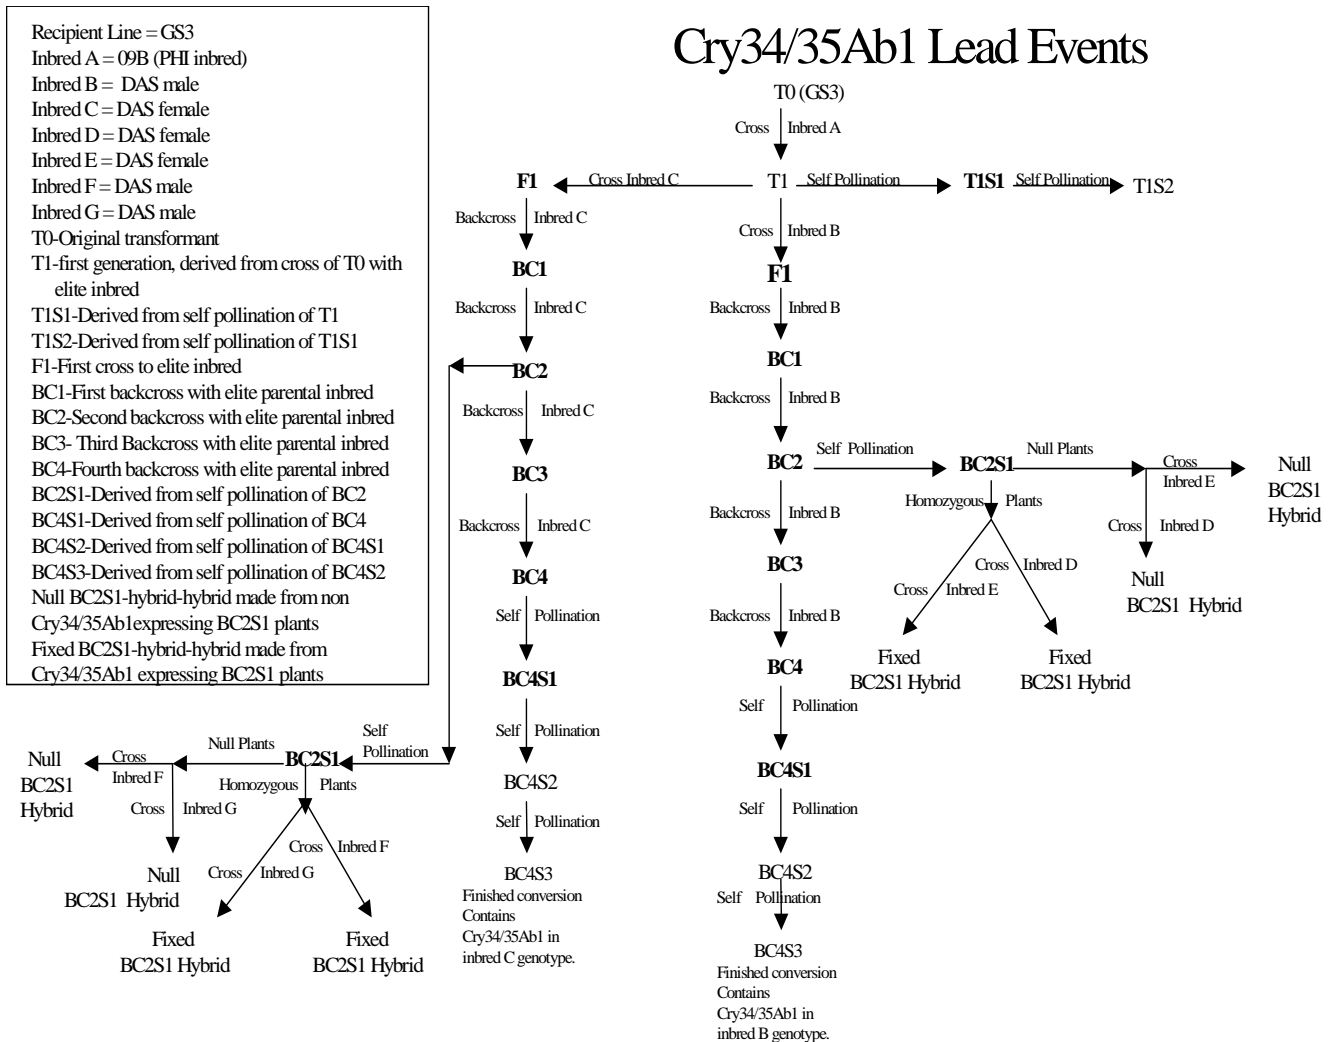 Recipient Line = GS3
Inbred A = 09B (PHI inbred)
Inbred B = DAS male
Inbred C = DAS female
Inbred D = DAS female
Inbred E = DAS female
Inbred F = DAS male
Inbred G = DAS male
T0-Original transformant
T1-first generation, derived from cross of T0 with
elite inbred
T1S1-Derived from self pollination of T1
T1S2-Derived from self pollination of T1S1
F1-First cross to elite inbred
BC1-First backcross with elite parental inbred
BC2-Second backcross with elite parental inbred
BC3- Third Backcross with elite parental inbred
BC4-Fourth backcross with elite parental inbred
BC2S1-Derived from self pollination of BC2
BC4S1-Derived from self pollination of BC4
BC4S2-Derived from self pollination of BC4S1
BC4S3-Derived from self pollination of BC4S2
Null BC2S1-hybrid-hybrid made from non
Cry34/35Ab1expressing BC2S1 plants
Fixed BC2S1-hybrid-hybrid made from
Cry34/35Ab1 expressing BC2S1 plants
Cry34/35Ab1 Lead Events
T0 (GS3)
Cross Inbred A
F1 Cross Inbred C T1 Self Pollination T1S1 Self Pollination T1S2
Backcross Inbred C
BC1
Backcross Inbred C
BC2
Backcross Inbred C
BC3
Backcross Inbred C
BC4
Self Pollination
BC4S1
Self Pollination
BC4S2
Self Pollination
BC4S3
Finished conversion
Contains
Cry34/35Ab1 in
inbred C genotype.
Cross Inbred B
F1
Backcross Inbred B
BC1
Backcross Inbred B
BC2
Backcross Inbred B
BC3
Backcross Inbred B
BC4
Self Pollination
BC4S1
Self Pollination
BC4S2
Self Pollination
BC4S3
Finished conversion
Contains
Cry34/35Ab1 in
inbred B genotype.
Self Pollination
BC2S1
Null Plants
Cross
Inbred E
Null
BC2S1
Hybrid
Cross Inbred D
Null
BC2S1 Hybrid
Homozygous Plants
Cross Inbred E
Cross Inbred D
Fixed
BC2S1 Hybrid
Fixed
BC2S1 Hybrid
Self
Pollination
BC2S1
Null Plants
Cross
Inbred F
Null
BC2S1
Hybrid
Cross Inbred G
Null
BC2S1 Hybrid
Homozygous Plants
Cross Inbred G
Cross Inbred F
Fixed
BC2S1 Hybrid
Fixed
BC2S1 Hybrid